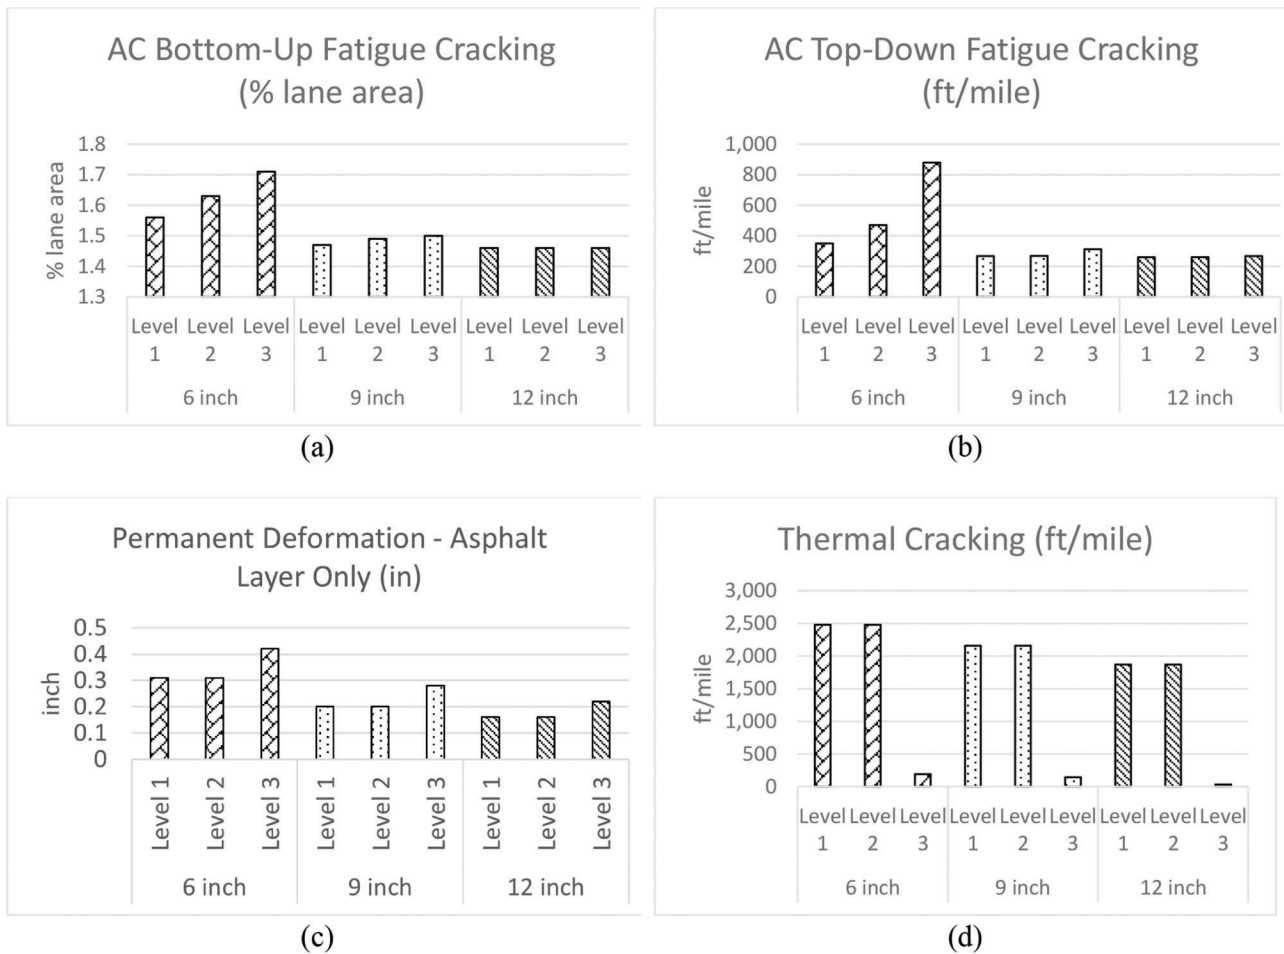 AC Bottom-Up Fatigue Cracking
(% lane area)
% lane area
1.8
1.7
1.6
1.5
1.4
1.3
Level Level Level Level Level Level Level Level Level
1 2 3 1 2 3 1 2 3
6 inch 9 inch 12 inch
(a)
AC Top-Down Fatigue Cracking
(ft/mile)
ft/mile
1,000
800
600
400
200
0
Level Level Level Level Level Level Level Level Level
1 2 3 1 2 3 1 2 3
6 inch 9 inch 12 inch
(b)
Permanent Deformation - Asphalt
Layer Only (in)
inch
0.5
0.4
0.3
0.2
0.1
0
Level 1 Level 2 Level 3 Level 1 Level 2 Level 3 Level 1 Level 2 Level 3
6 inch 9 inch 12 inch
(c)
Thermal Cracking (ft/mile)
ft/mile
3,000
2,500
2,000
1,500
1,000
500
0
Level Level Level Level Level Level Level Level Level
1 2 3 1 2 3 1 2 3
6 inch 9 inch 12 inch
(d)